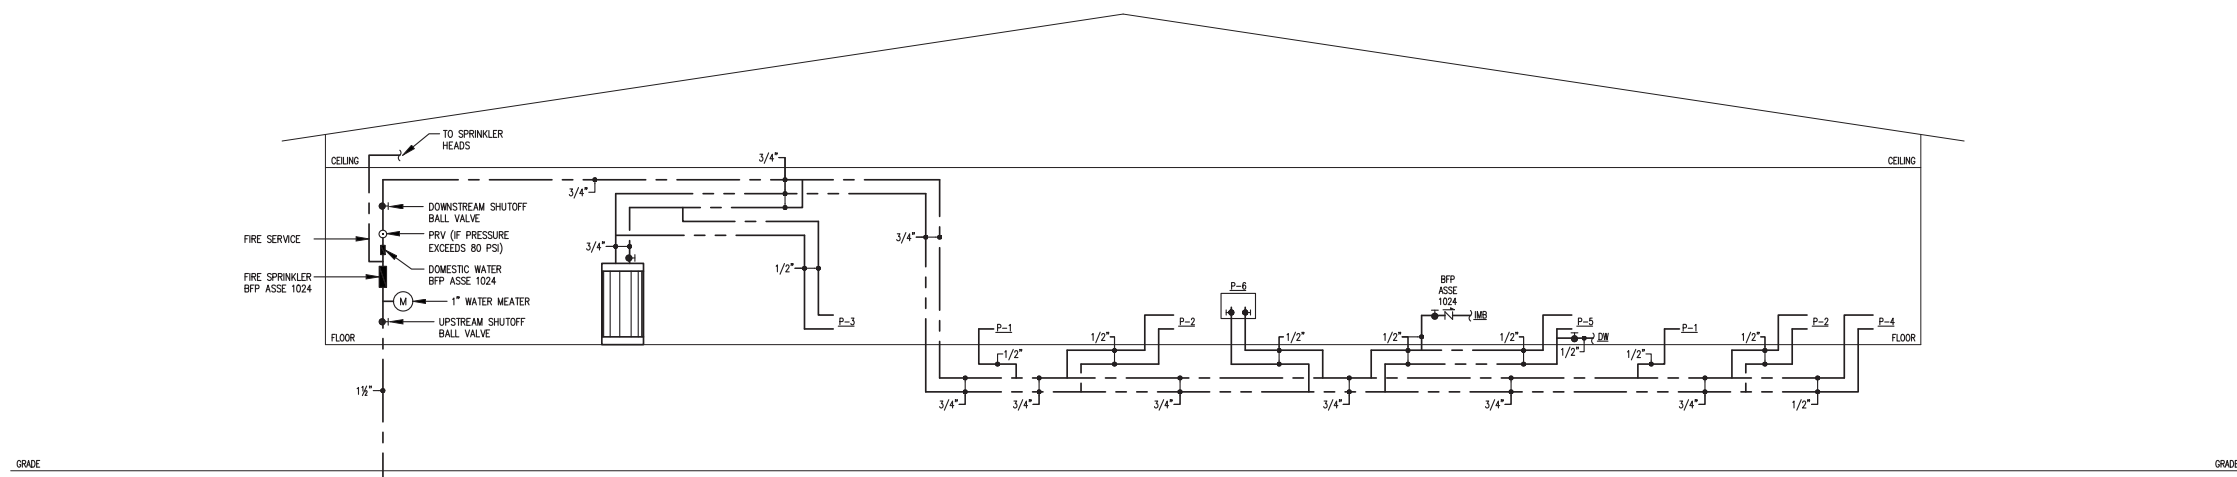 TO SPRINKLER
HEADS
CEILING
CEILING
3/4"
3/4"
DOWNSTREAM SHUTOFF
BALL VALVE
FIRE SERVICE
PRV (IF PRESSURE
EXCEEDS 80 PSI)
3/4"
3/4"
DOMESTIC WATER
BFP ASSE 1024
FIRE SPRINKLER
BFP ASSE 1024
1/2"
M
1" WATER MEATER
UPSTREAM SHUTOFF
BALL VALVE
P-3
P-6
BFP
ASSE
1024
IMB
P-1
P-2
P-5
P-1
P-2
P-4
FLOOR
FLOOR
1/2"
1/2"
1/2"
1/2"
DW
1/2"
1/2"
1/2"
1/2"
1/2"
1½"
3/4"
3/4"
3/4"
3/4"
3/4"
3/4"
1/2"
GRADE
GRADE